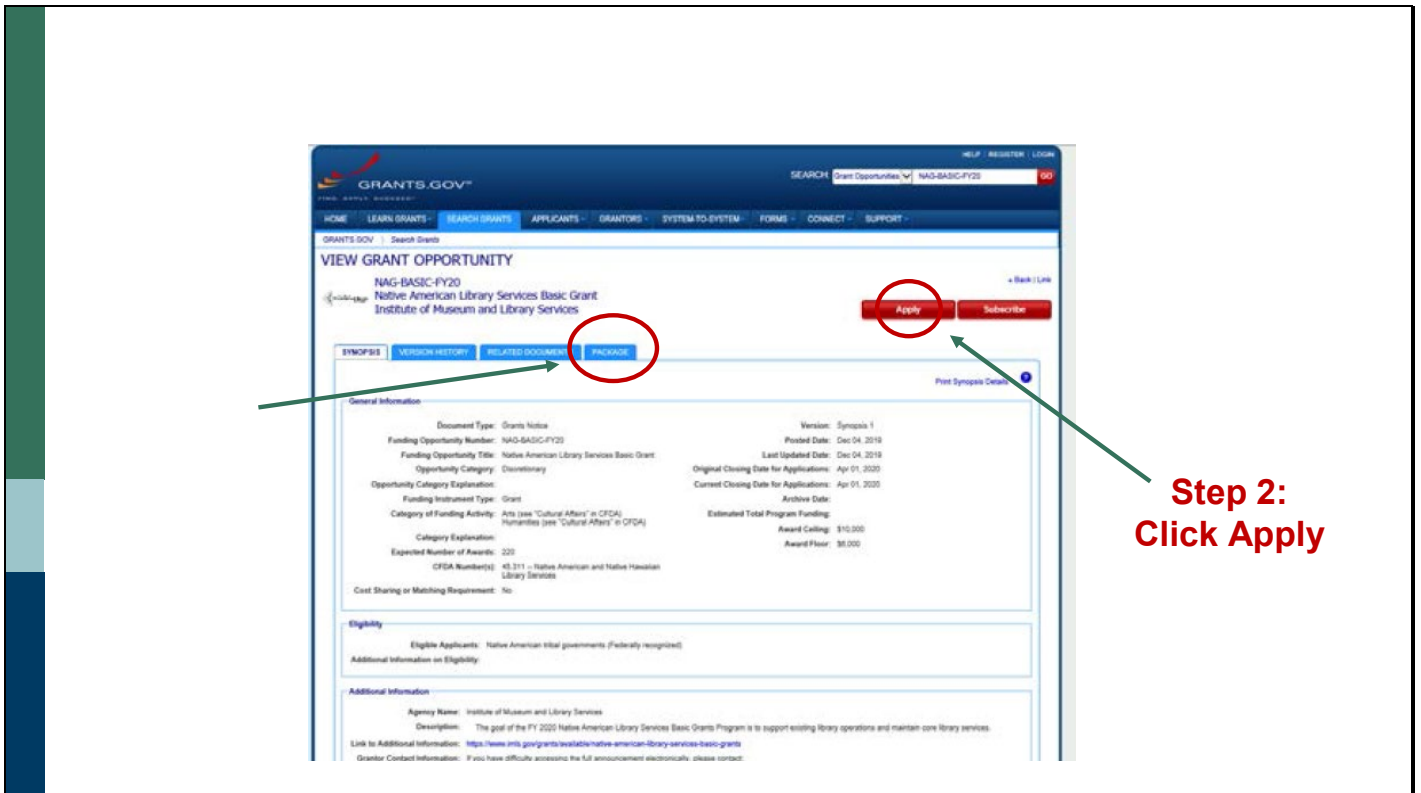 HELP | REGISTER | LOGIN
GRANTS.GOV℠
SEARCH: Grant Opportunities NAG-BASIC-FY20 GO
FIND. APPLY. SUCCEED.
HOME LEARN GRANTS SEARCH GRANTS APPLICANTS GRANTORS SYSTEM-TO-SYSTEM FORMS CONNECT SUPPORT
GRANTS.GOV Search Grants
VIEW GRANT OPPORTUNITY
NAG-BASIC-FY20
Native American Library Services Basic Grant
Institute of Museum and Library Services
« Back | Link
Apply Subscribe
SYNOPSIS VERSION HISTORY RELATED DOCUMENTS PACKAGE
Print Synopsis Details
General Information
Document Type: Grants Notice
Funding Opportunity Number: NAG-BASIC-FY20
Funding Opportunity Title: Native American Library Services Basic Grant
Opportunity Category: Discretionary
Opportunity Category Explanation:
Funding Instrument Type: Grant
Category of Funding Activity: Arts (see "Cultural Affairs" in CFDA)
Humanities (see "Cultural Affairs" in CFDA)
Category Explanation:
Expected Number of Awards: 220
CFDA Number(s): 45.311 -- Native American and Native Hawaiian
Library Services
Cost Sharing or Matching Requirement: No
Version: Synopsis 1
Posted Date: Dec 04, 2019
Last Updated Date: Dec 04, 2019
Original Closing Date for Applications: Apr 01, 2020
Current Closing Date for Applications: Apr 01, 2020
Archive Date:
Estimated Total Program Funding:
Award Ceiling: $10,000
Award Floor: $6,000
Step 2:
Click Apply
Eligibility
Eligible Applicants: Native American tribal governments (Federally recognized)
Additional Information on Eligibility:
Additional Information
Agency Name: Institute of Museum and Library Services
Description: The goal of the FY 2020 Native American Library Services Basic Grants Program is to support existing library operations and maintain core library services.
Link to Additional Information: https://www.imls.gov/grants/available/native-american-library-services-basic-grants
Grantor Contact Information: If you have difficulty accessing the full announcement electronically, please contact: